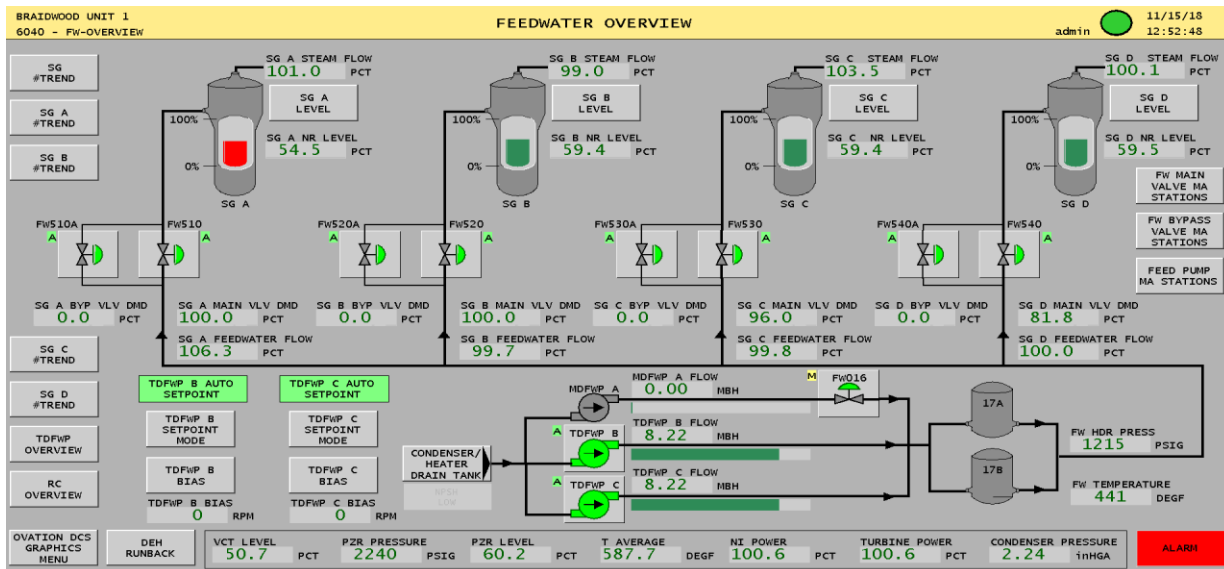 BRAIDWOOD UNIT 1
6040 - FW-OVERVIEW
FEEDWATER OVERVIEW
admin
11/15/18
12:52:48
SG
#TREND
SG A
#TREND
SG B
#TREND
SG A STEAM FLOW
101.0 PCT
SG A
LEVEL
100%
SG A NR LEVEL
54.5 PCT
0%
SG A
SG B STEAM FLOW
99.0 PCT
SG B
LEVEL
100%
SG B NR LEVEL
59.4 PCT
0%
SG B
SG C STEAM FLOW
103.5 PCT
SG C
LEVEL
100%
SG C NR LEVEL
59.4 PCT
0%
SG C
SG D STEAM FLOW
100.1 PCT
SG D
LEVEL
100%
SG D NR LEVEL
59.5 PCT
0%
SG D
FW MAIN
VALVE MA
STATIONS
FW BYPASS
VALVE MA
STATIONS
FEED PUMP
MA STATIONS
FW510A
A
FW510
A
FW520A
A
FW520
A
FW530A
A
FW530
A
FW540A
A
FW540
A
SG A BYP VLV DMD
0.0 PCT
SG A MAIN VLV DMD
100.0 PCT
SG B BYP VLV DMD
0.0 PCT
SG B MAIN VLV DMD
100.0 PCT
SG C BYP VLV DMD
0.0 PCT
SG C MAIN VLV DMD
96.0 PCT
SG D BYP VLV DMD
0.0 PCT
SG D MAIN VLV DMD
81.8 PCT
SG A FEEDWATER FLOW
106.3 PCT
SG B FEEDWATER FLOW
99.7 PCT
SG C FEEDWATER FLOW
99.8 PCT
SG D FEEDWATER FLOW
100.0 PCT
SG C
#TREND
SG D
#TREND
TDFWP
OVERVIEW
RC
OVERVIEW
TDFWP B AUTO
SETPOINT
TDFWP C AUTO
SETPOINT
TDFWP B
SETPOINT
MODE
TDFWP C
SETPOINT
MODE
TDFWP B
BIAS
TDFWP C
BIAS
TDFWP B BIAS
0 RPM
TDFWP C BIAS
0 RPM
CONDENSER/
HEATER
DRAIN TANK
NPSH
LOW
MDFWP A
MDFWP A FLOW
0.00 MBH
M
FW016
A
TDFWP B
TDFWP B FLOW
8.22 MBH
A
TDFWP C
TDFWP C FLOW
8.22 MBH
17A
17B
FW HDR PRESS
1215 PSIG
FW TEMPERATURE
441 DEGF
OVATION DCS
GRAPHICS
MENU
DEH
RUNBACK
VCT LEVEL
50.7 PCT
PZR PRESSURE
2240 PSIG
PZR LEVEL
60.2 PCT
T AVERAGE
587.7 DEGF
NI POWER
100.6 PCT
TURBINE POWER
100.6 PCT
CONDENSER PRESSURE
2.24 inHGA
ALARM